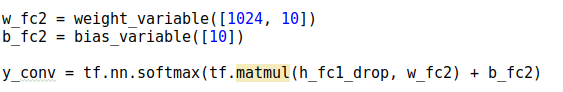 w_fc2 = weight_variable([1024, 10])
b_fc2 = bias_variable([10])
y_conv = tf.nn.softmax(tf.matmul(h_fc1_drop, w_fc2) + b_fc2)